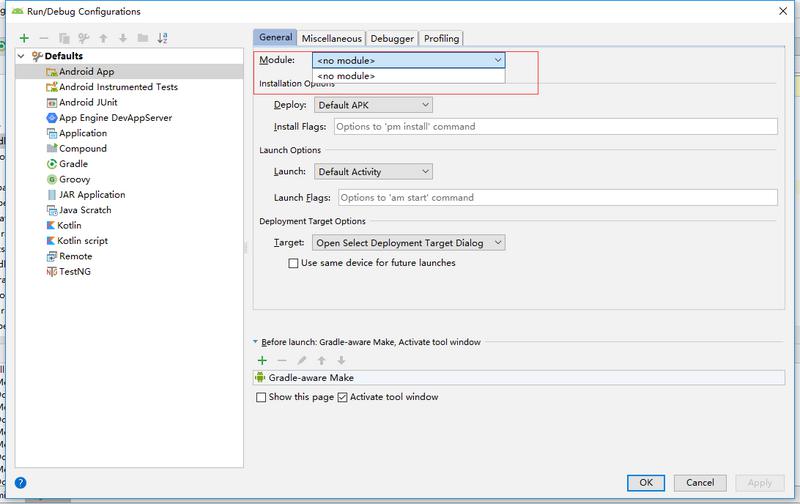 Run/Debug Configurations
Defaults
Android App
Android Instrumented Tests
Android JUnit
App Engine DevAppServer
Application
Compound
Gradle
Groovy
JAR Application
Java Scratch
Kotlin
Kotlin script
Remote
TestNG
General Miscellaneous Debugger Profiling
Module: <no module>
<no module>
Installation Options
Deploy: Default APK
Install Flags: Options to 'pm install' command
Launch Options
Launch: Default Activity
Launch Flags: Options to 'am start' command
Deployment Target Options
Target: Open Select Deployment Target Dialog
Use same device for future launches
Before launch: Gradle-aware Make, Activate tool window
Gradle-aware Make
Show this page Activate tool window
OK Cancel Apply